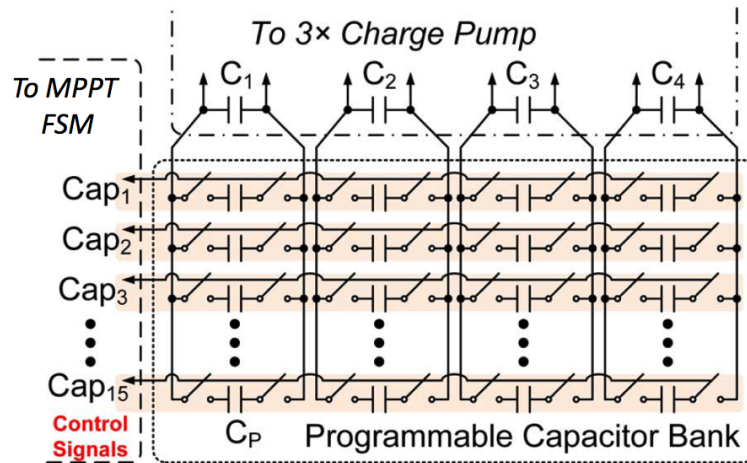 To 3× Charge Pump
To MPPT
FSM
C₁ C₂ C₃ C₄
Cap₁
Cap₂
Cap₃
Cap₁₅
Control
Signals
Cₚ Programmable Capacitor Bank